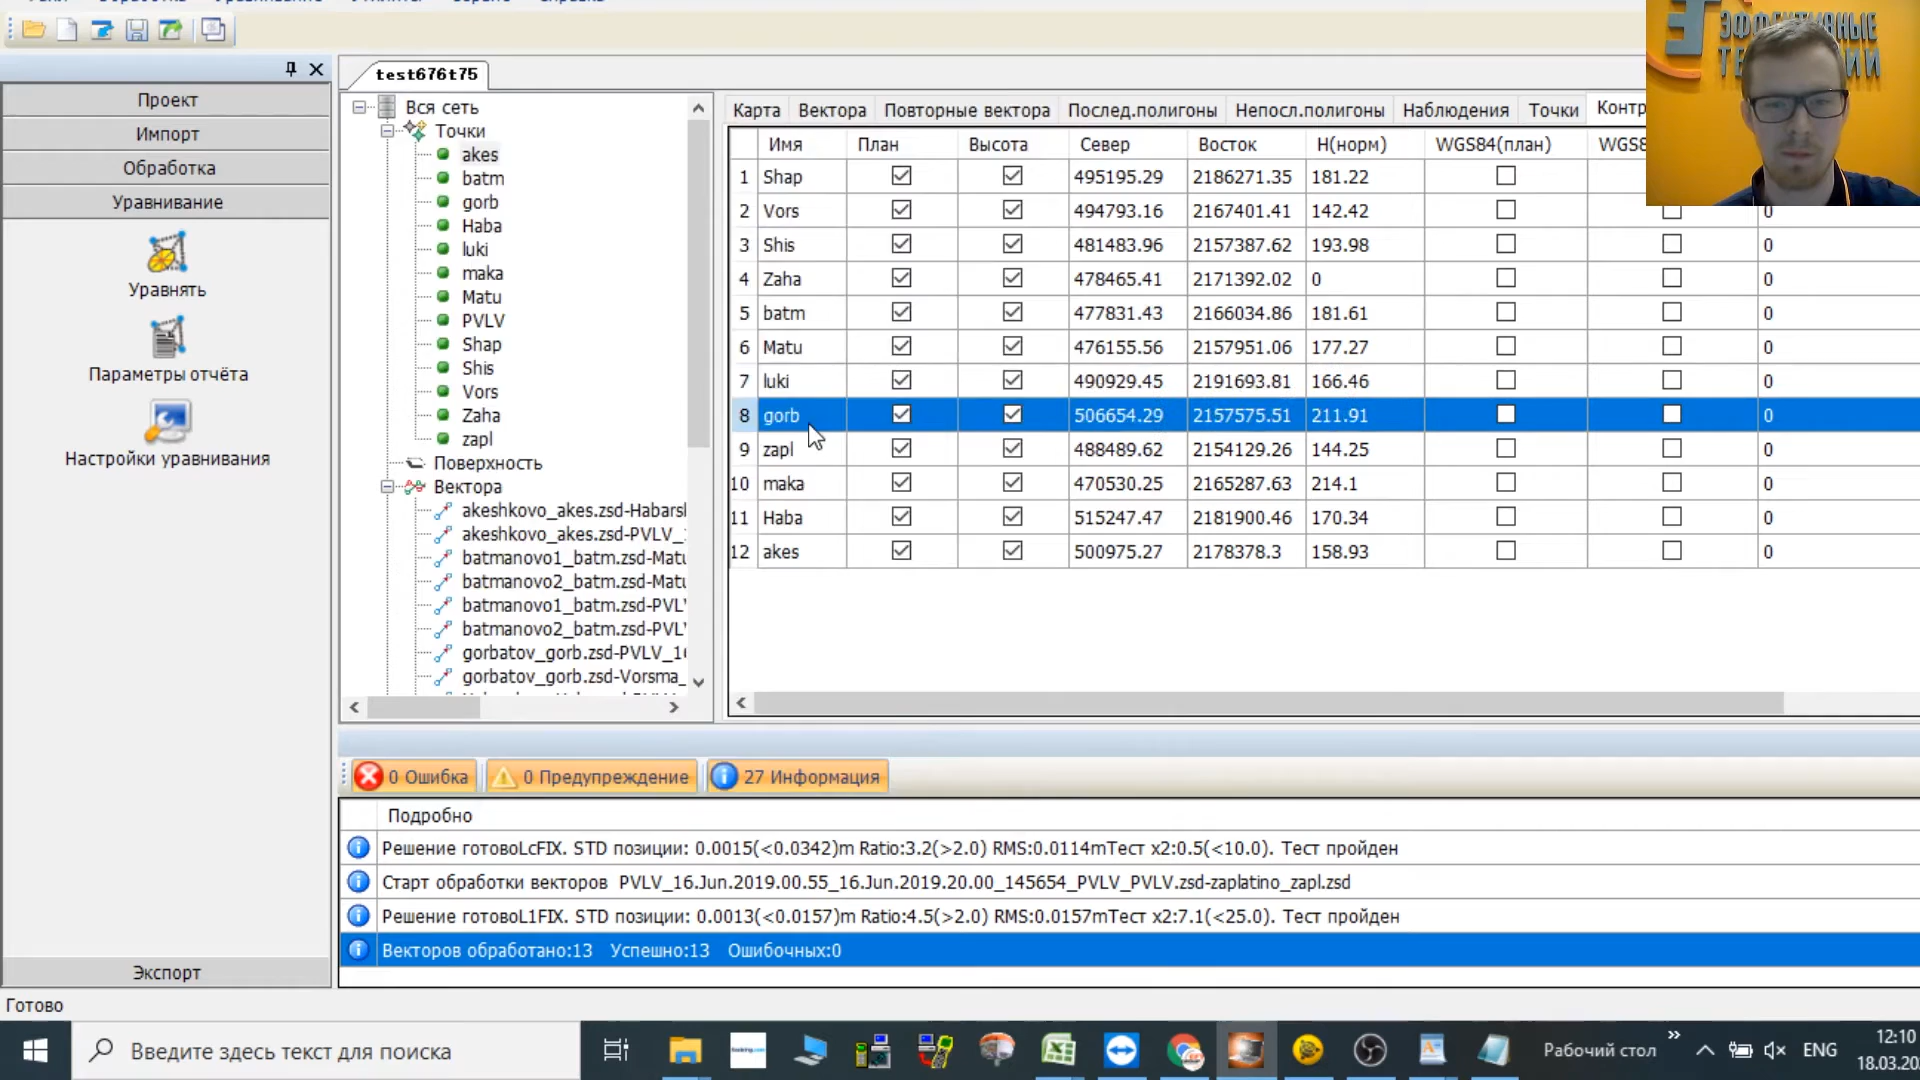 test676t75
Проект
Импорт
Обработка
Уравнивание
Уравнять
Параметры отчёта
Настройки уравнивания
Экспорт
Готово
Вся сеть
Точки
akes
batm
gorb
Haba
luki
maka
Matu
PVLV
Shap
Shis
Vors
Zaha
zapl
Поверхность
Вектора
akeshkovo_akes.zsd-Habarsl
akeshkovo_akes.zsd-PVLV_
batmanovo1_batm.zsd-Matu
batmanovo2_batm.zsd-Matu
batmanovo1_batm.zsd-PVL
batmanovo2_batm.zsd-PVL
gorbatov_gorb.zsd-PVLV_1
gorbatov_gorb.zsd-Vorsma_
Карта Вектора Повторные вектора Послед.полигоны Непосл.полигоны Наблюдения Точки Контр
Имя План Высота Север Восток H(норм) WGS84(план) WGS8
1 Shap 495195.29 2186271.35 181.22
2 Vors 494793.16 2167401.41 142.42 0
3 Shis 481483.96 2157387.62 193.98 0
4 Zaha 478465.41 2171392.02 0 0
5 batm 477831.43 2166034.86 181.61 0
6 Matu 476155.56 2157951.06 177.27 0
7 luki 490929.45 2191693.81 166.46 0
8 gorb 506654.29 2157575.51 211.91 0
9 zapl 488489.62 2154129.26 144.25 0
10 maka 470530.25 2165287.63 214.1 0
11 Haba 515247.47 2181900.46 170.34 0
12 akes 500975.27 2178378.3 158.93 0
0 Ошибка 0 Предупреждение 27 Информация
Подробно
Решение готовоLcFIX. STD позиции: 0.0015(<0.0342)m Ratio:3.2(>2.0) RMS:0.0114mТест x2:0.5(<10.0). Тест пройден
Старт обработки векторов PVLV_16.Jun.2019.00.55_16.Jun.2019.20.00_145654_PVLV_PVLV.zsd-zaplatino_zapl.zsd
Решение готовоL1FIX. STD позиции: 0.0013(<0.0157)m Ratio:4.5(>2.0) RMS:0.0157mТест x2:7.1(<25.0). Тест пройден
Векторов обработано:13 Успешно:13 Ошибочных:0
Введите здесь текст для поиска
Рабочий стол
ENG
12:10
18.03.20